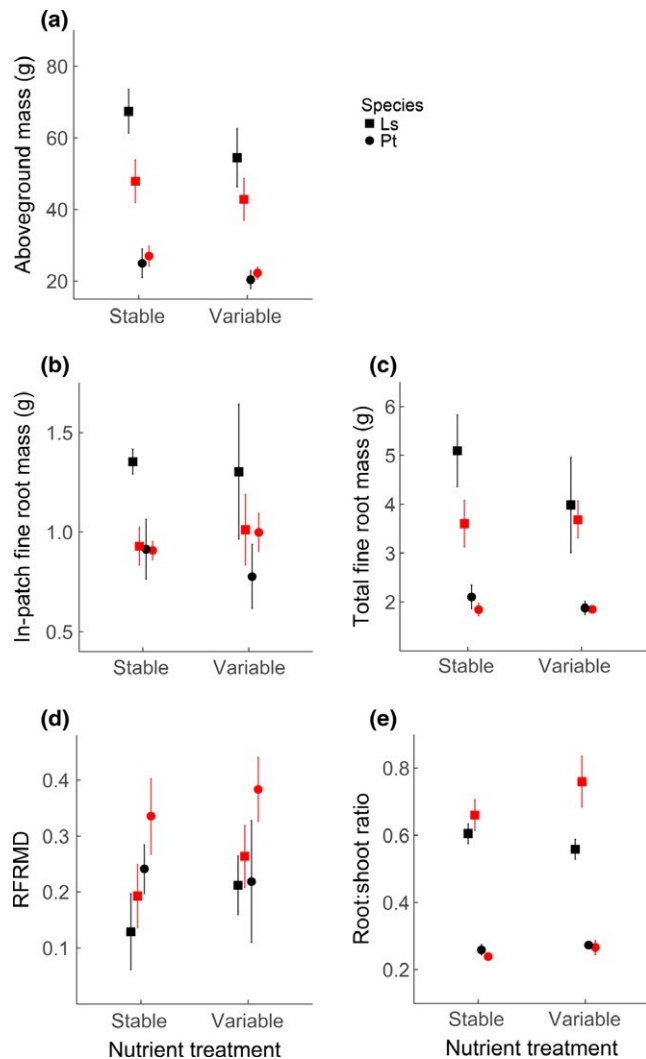 (a)
Aboveground mass (g)
80
60
40
20
Stable
Variable
Species
Ls
Pt
(b)
In-patch fine root mass (g)
1.5
1.0
0.5
Stable
Variable
(c)
Total fine root mass (g)
6
5
4
3
2
Stable
Variable
(d)
RFRMD
0.4
0.3
0.2
0.1
Stable
Variable
Nutrient treatment
(e)
Root:shoot ratio
0.8
0.6
0.4
0.2
Stable
Variable
Nutrient treatment